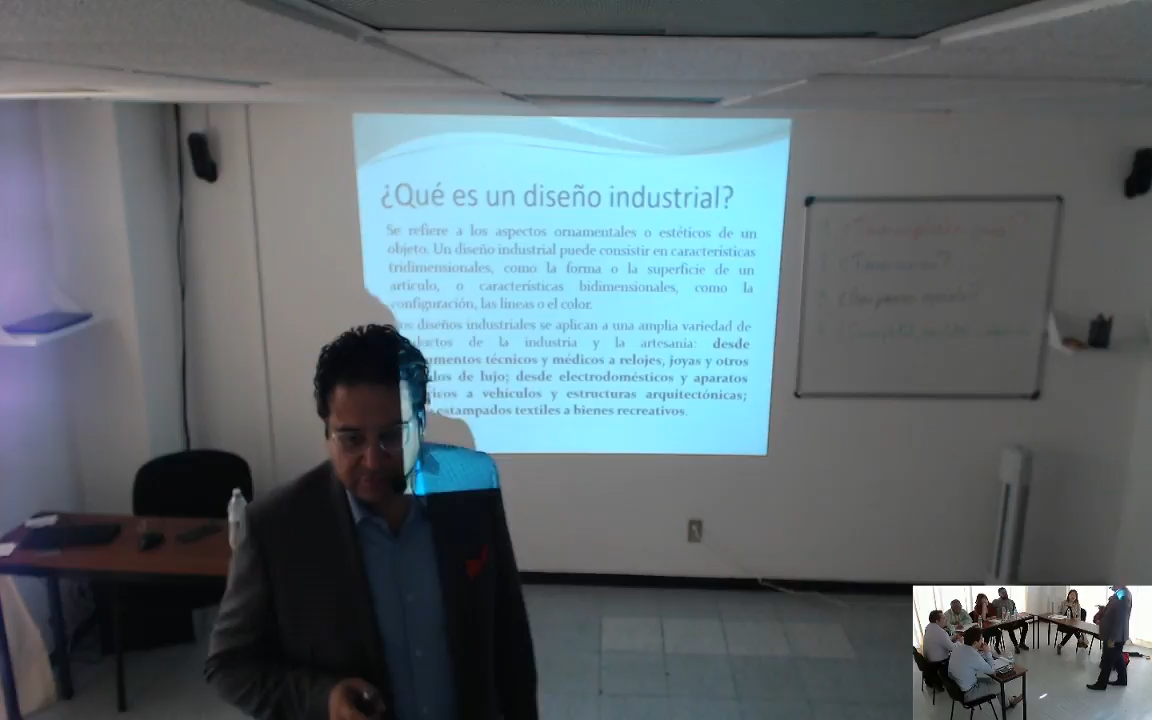 ¿Qué es un diseño industrial?
Se refiere a los aspectos ornamentales o estéticos de un
objeto. Un diseño industrial puede consistir en características
tridimensionales, como la forma o la superficie de un
artículo, o características bidimensionales, como la
configuración, las líneas o el color.
diseños industriales se aplican a una amplia variedad de
de la industria y la artesanía: desde
técnicos y médicos a relojes, joyas y otros
de lujo; desde electrodomésticos y aparatos
a vehículos y estructuras arquitectónicas;
estampados textiles a bienes recreativos.